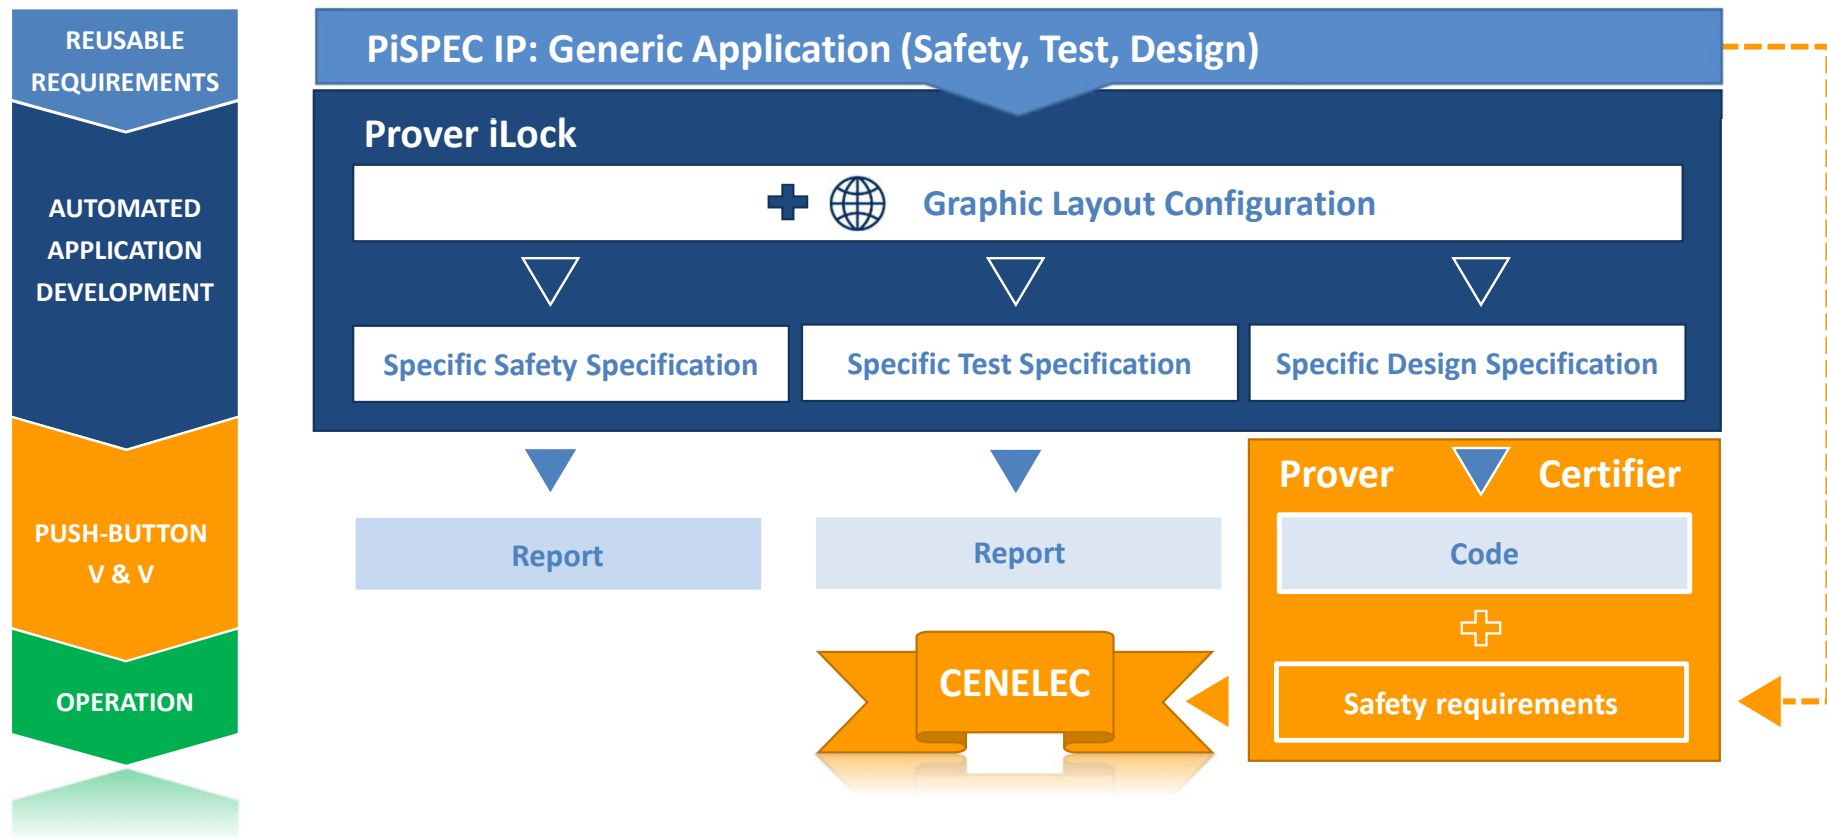 REUSABLE
REQUIREMENTS
AUTOMATED
APPLICATION
DEVELOPMENT
PUSH-BUTTON
V & V
OPERATION
PiSPEC IP: Generic Application (Safety, Test, Design)
Prover iLock
Graphic Layout Configuration
Specific Safety Specification
Specific Test Specification
Specific Design Specification
Report
Report
Prover Certifier
Code
Safety requirements
CENELEC